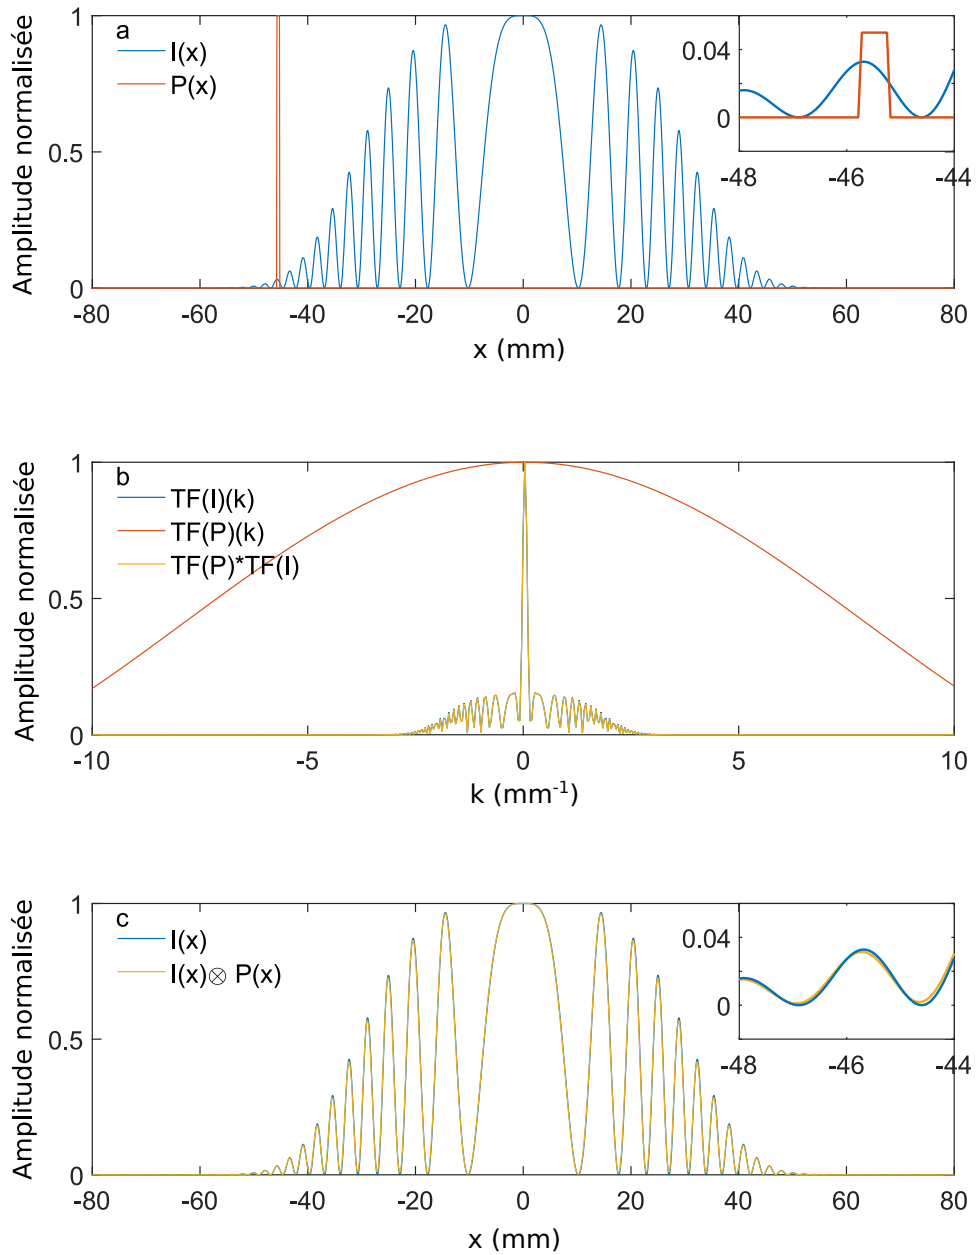 a
I(x)
P(x)
Amplitude normalisée
1
0.5
0
-80
-60
-40
-20
0
20
40
60
80
x (mm)
0.04
0
-48
-46
-44
b
TF(I)(k)
TF(P)(k)
TF(P)*TF(I)
Amplitude normalisée
1
0.5
0
-10
-5
0
5
10
k (mm⁻¹)
c
I(x)
I(x)⊗ P(x)
Amplitude normalisée
1
0.5
0
-80
-60
-40
-20
0
20
40
60
80
x (mm)
0.04
0
-48
-46
-44